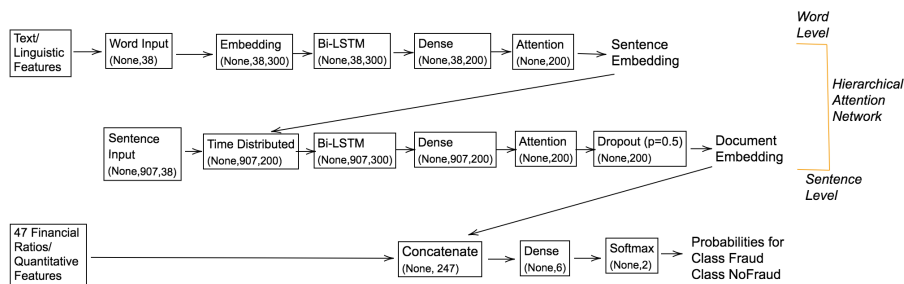 Text/
Linguistic
Features
Word Input
(None,38)
Embedding
(None,38,300)
Bi-LSTM
(None,38,300)
Dense
(None,38,200)
Attention
(None,200)
Sentence
Embedding
Word
Level
Hierarchical
Attention
Network
Sentence
Input
(None,907,38)
Time Distributed
(None,907,200)
Bi-LSTM
(None,907,300)
Dense
(None,907,200)
Attention
(None,200)
Dropout (p=0.5)
(None,200)
Document
Embedding
Sentence
Level
47 Financial
Ratios/
Quantitative
Features
Concatenate
(None, 247)
Dense
(None,6)
Softmax
(None,2)
Probabilities for
Class Fraud
Class NoFraud